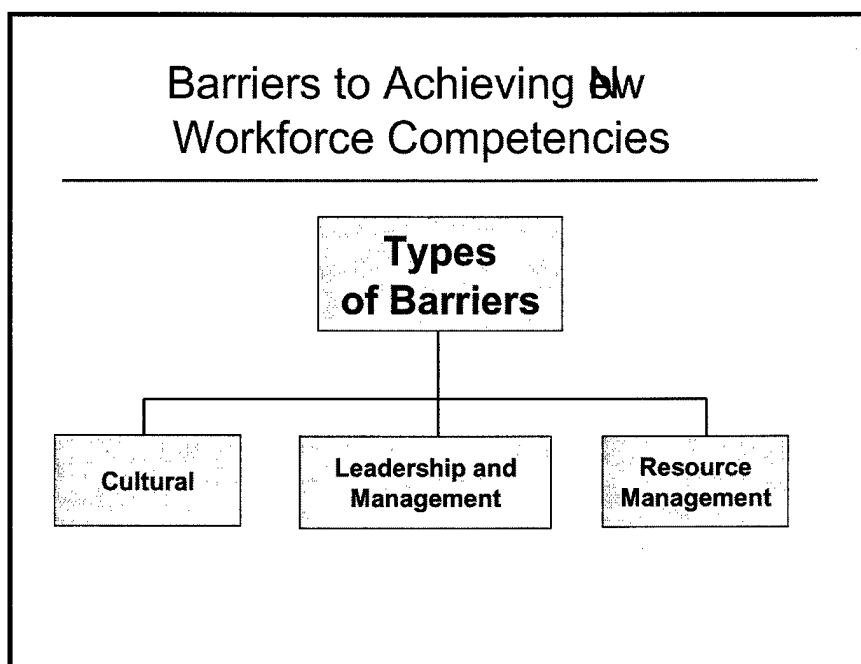 Barriers to Achieving New
Workforce Competencies
Types
of Barriers
Cultural
Leadership and
Management
Resource
Management